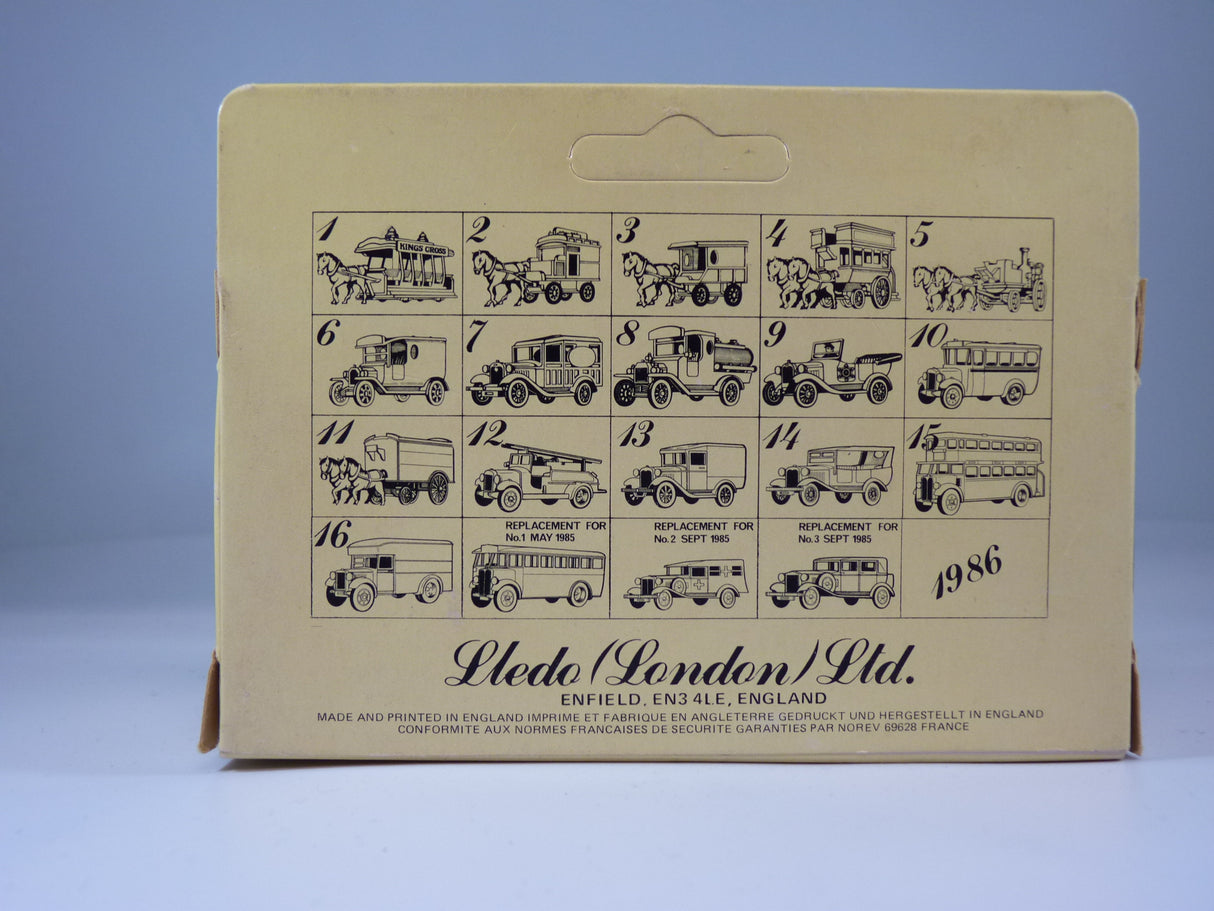 1 KINGS CROSS 2 3 4 5
6 7 8 9 10
11 12 13 14 15
16 REPLACEMENT FOR REPLACEMENT FOR REPLACEMENT FOR
No.1 MAY 1985 No.2 SEPT 1985 No.3 SEPT 1985
1986
Lledo (London) Ltd.
ENFIELD, EN3 4LE, ENGLAND
MADE AND PRINTED IN ENGLAND IMPRIME ET FABRIQUE EN ANGLETERRE GEDRUCKT UND HERGESTELLT IN ENGLAND
CONFORMITE AUX NORMES FRANCAISES DE SECURITE GARANTIES PAR NOREV 69628 FRANCE